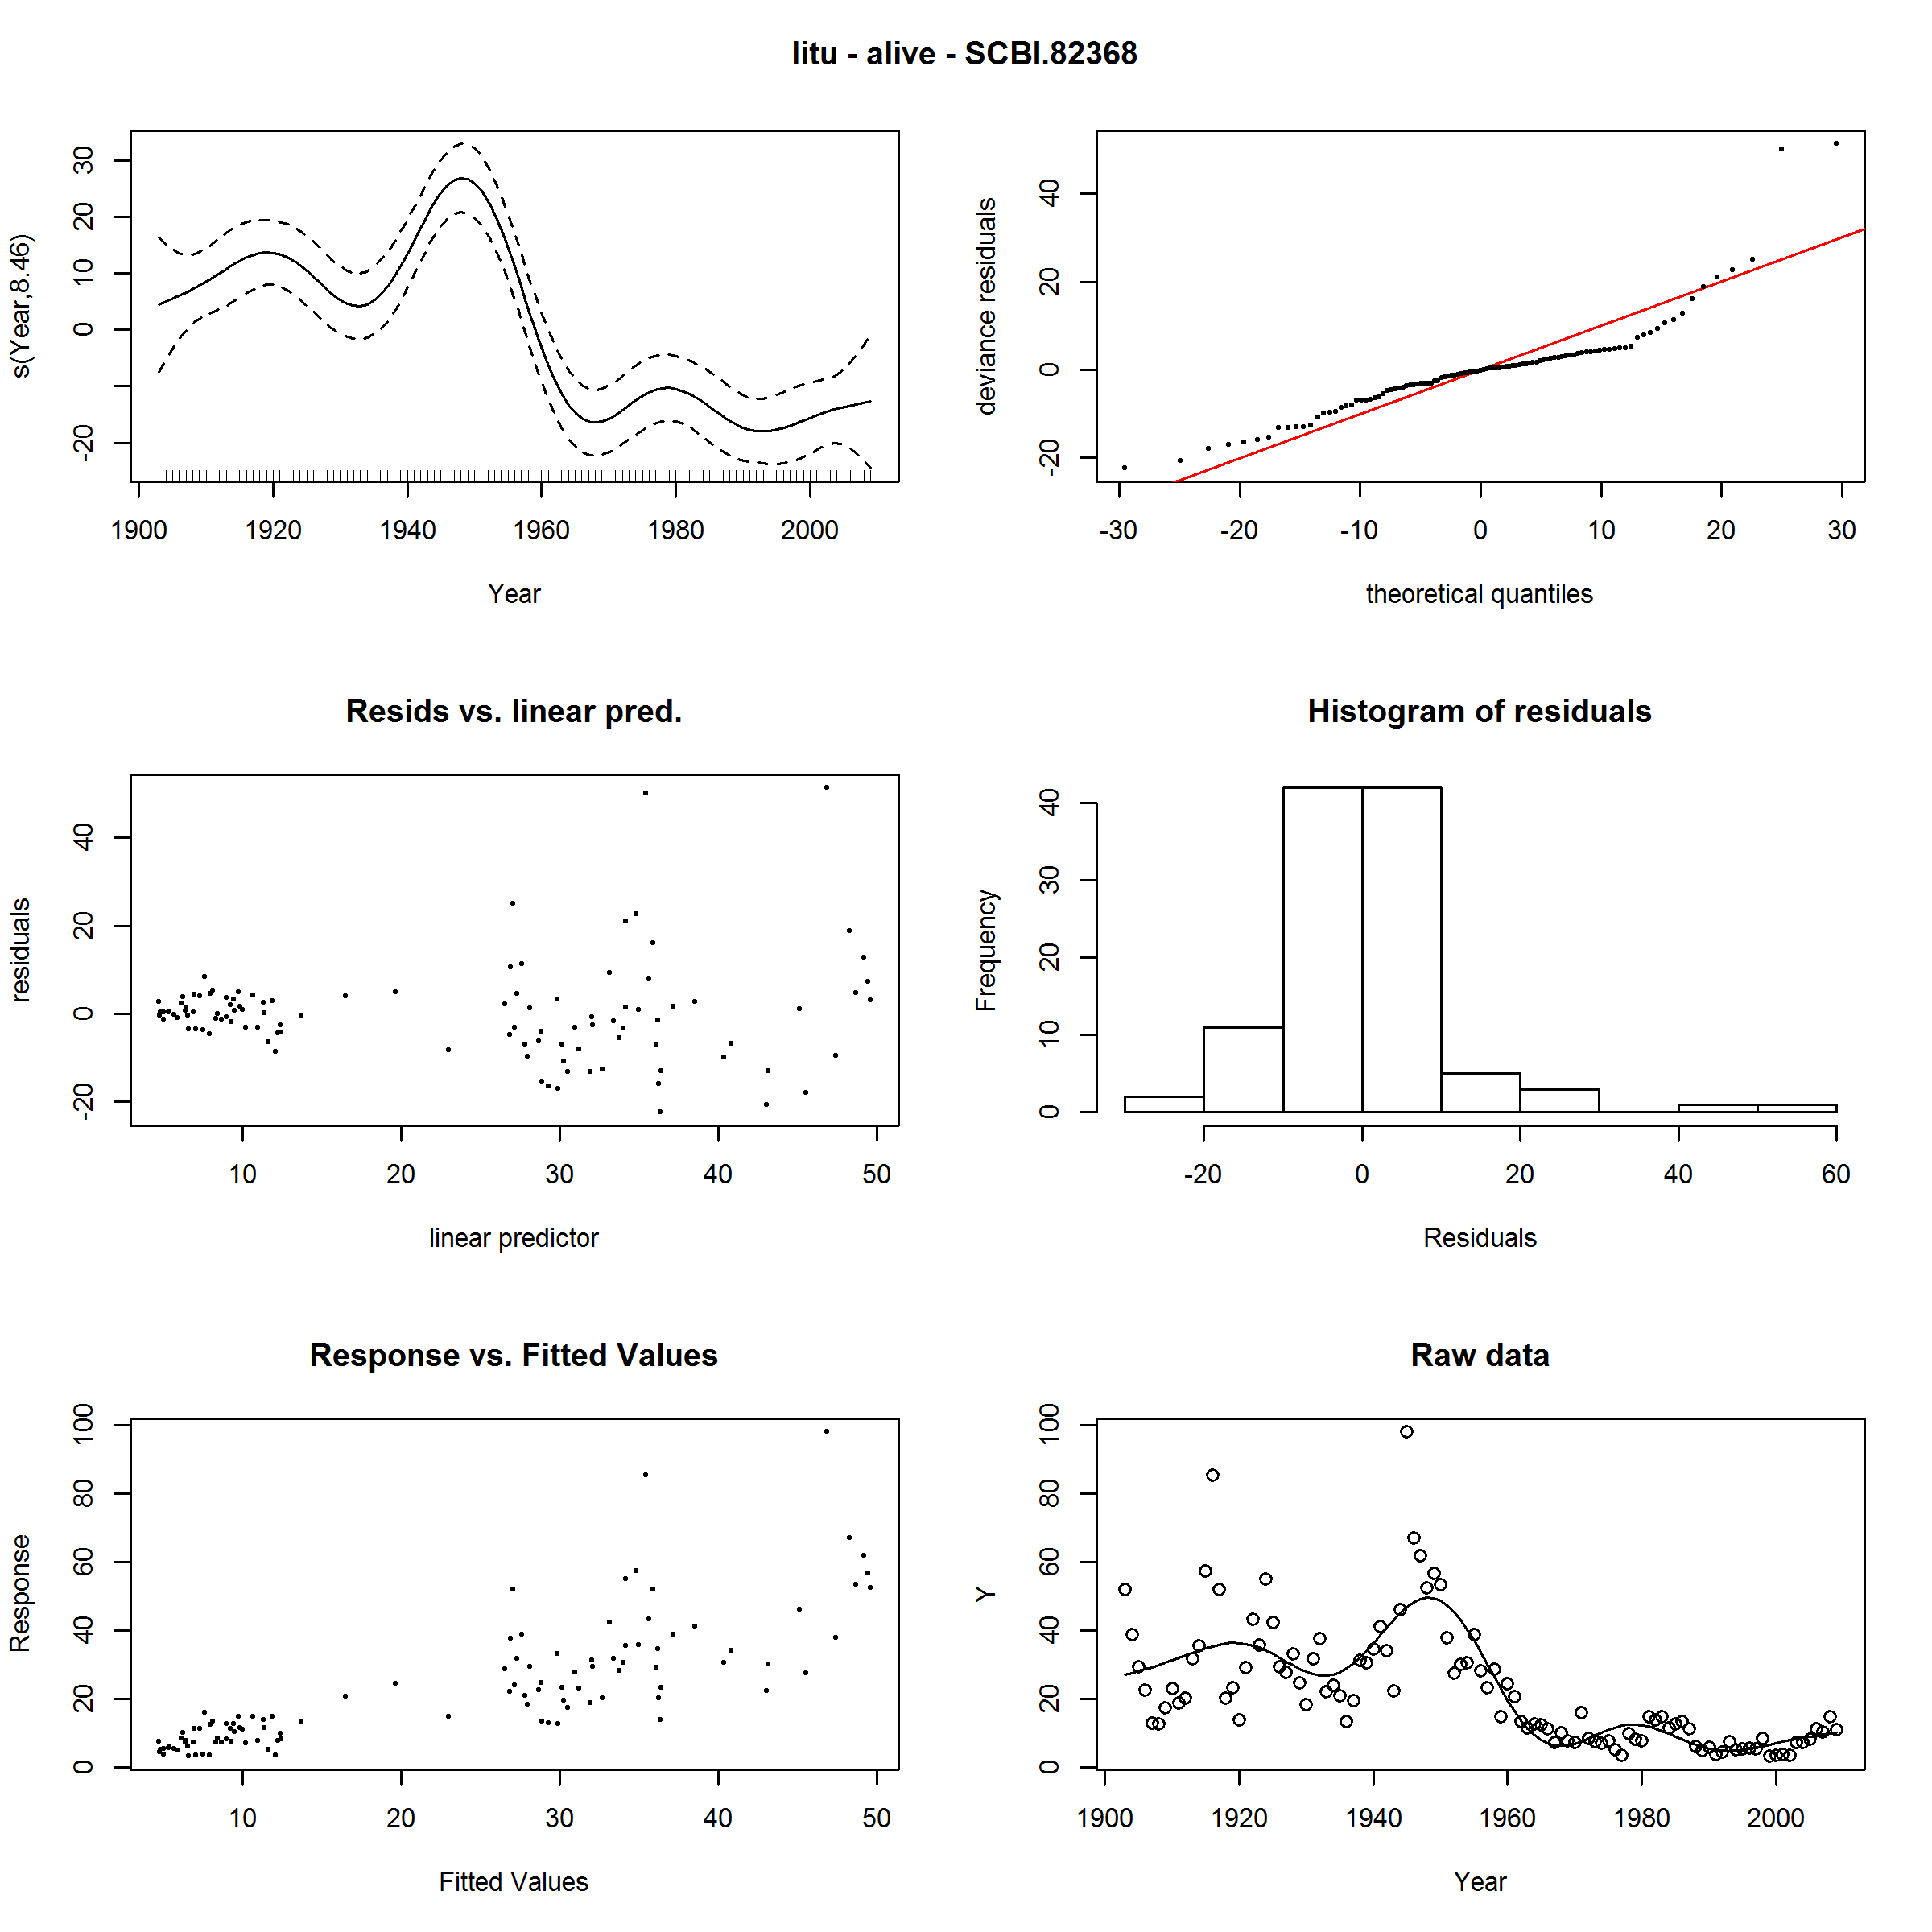 litu - alive - SCBI.82368
s(Year,8.46)
30
20
10
0
-20
1900 1920 1940 1960 1980 2000
Year
deviance residuals
40
20
0
-20
-30 -20 -10 0 10 20 30
theoretical quantiles
Resids vs. linear pred.
residuals
40
20
0
-20
10 20 30 40 50
linear predictor
Histogram of residuals
Frequency
40
30
20
10
0
-20 0 20 40 60
Residuals
Response vs. Fitted Values
Response
100
80
60
40
20
0
10 20 30 40 50
Fitted Values
Raw data
Y
100
80
60
40
20
0
1900 1920 1940 1960 1980 2000
Year